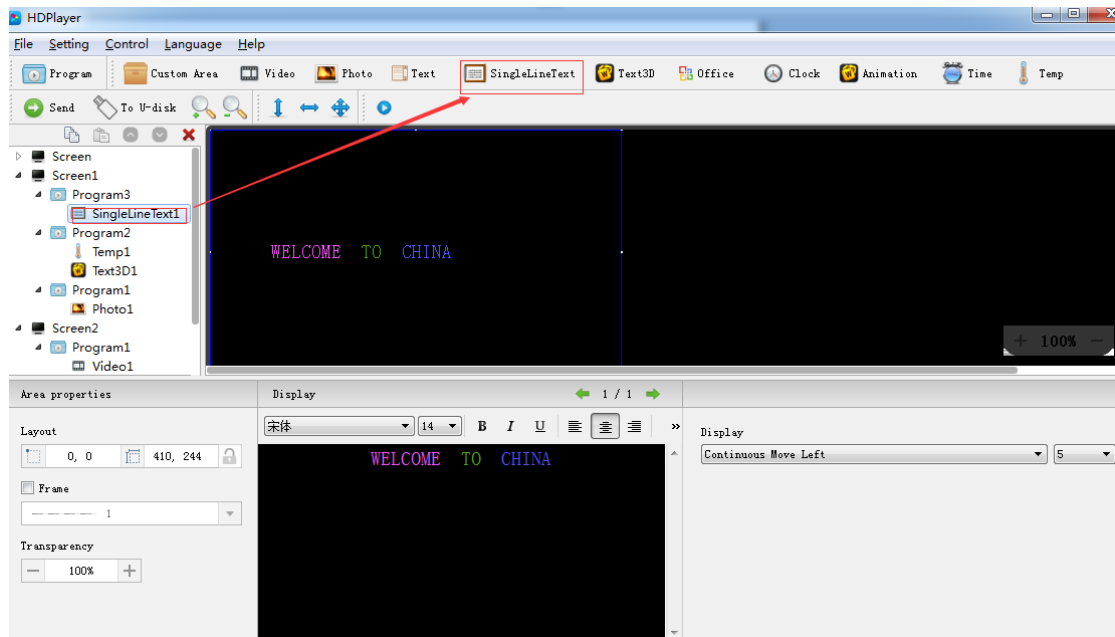 HDPlayer
File Setting Control Language Help
Program Custom Area Video Photo Text SingleLineText Text3D Office Clock Animation Time Temp
Send To U-disk
Screen
Screen1
Program3
SingleLineText1
Program2
Temp1
Text3D1
Program1
Photo1
Screen2
Program1
Video1
WELCOME TO CHINA
+ 100% -
Area properties
Layout
0, 0 410, 244
Frame
1
Transparency
- 100% +
Display 1 / 1
宋体 14 B I U »
WELCOME TO CHINA
Display
Continuous Move Left 5